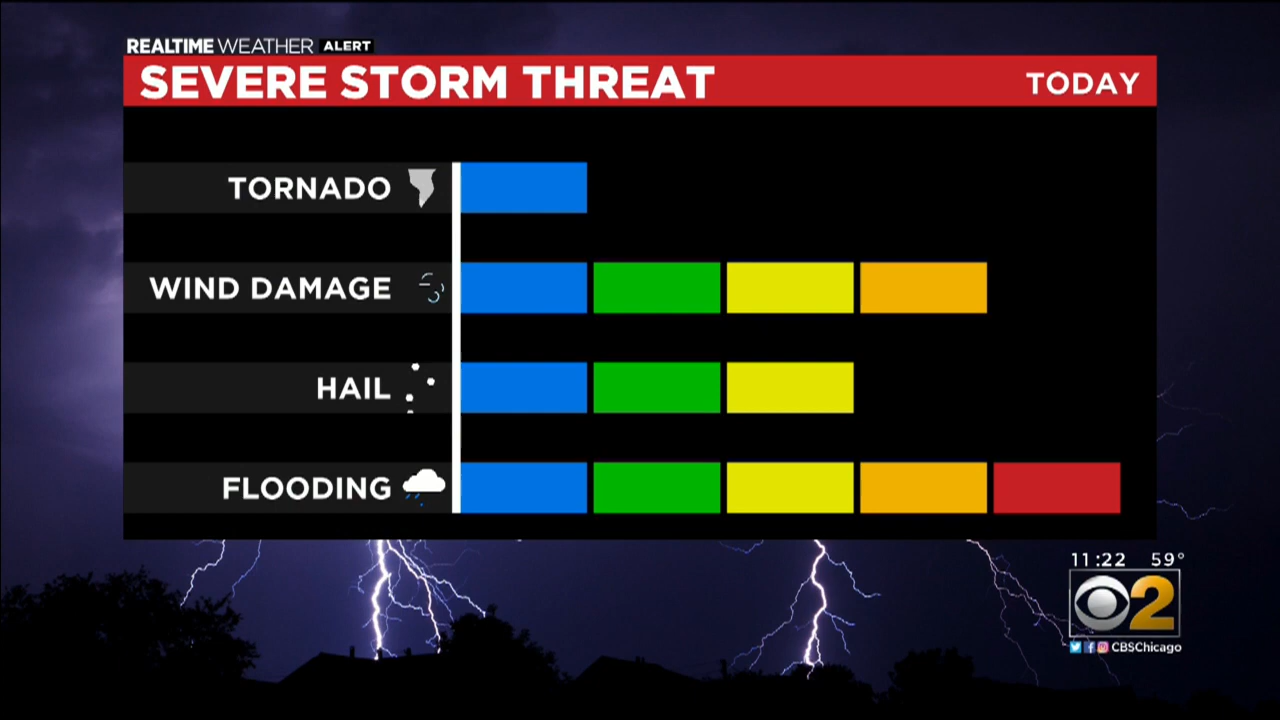 REALTIME WEATHER ALERT
SEVERE STORM THREAT TODAY
TORNADO
WIND DAMAGE
HAIL
FLOODING
11:22 59°
2
CBSChicago